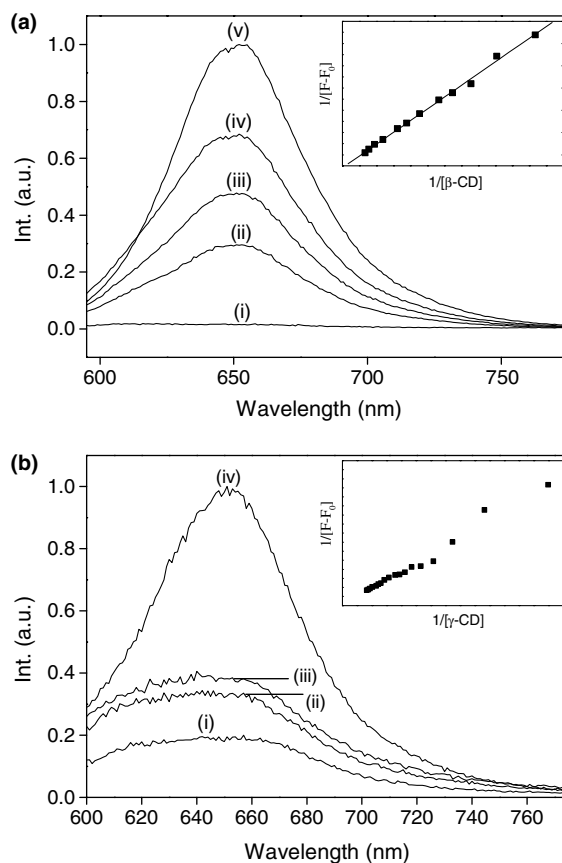 (a)
(v)
(iv)
(iii)
(ii)
(i)
1.0
0.8
0.6
0.4
0.2
0.0
Int. (a.u.)
600
650
700
750
Wavelength (nm)
1/[F-F0]
1/[β-CD]
(b)
(iv)
(iii)
(ii)
(i)
1.0
0.8
0.6
0.4
0.2
0.0
Int. (a.u.)
600
620
640
660
680
700
720
740
760
Wavelength (nm)
1/[F-F0]
1/[γ-CD]